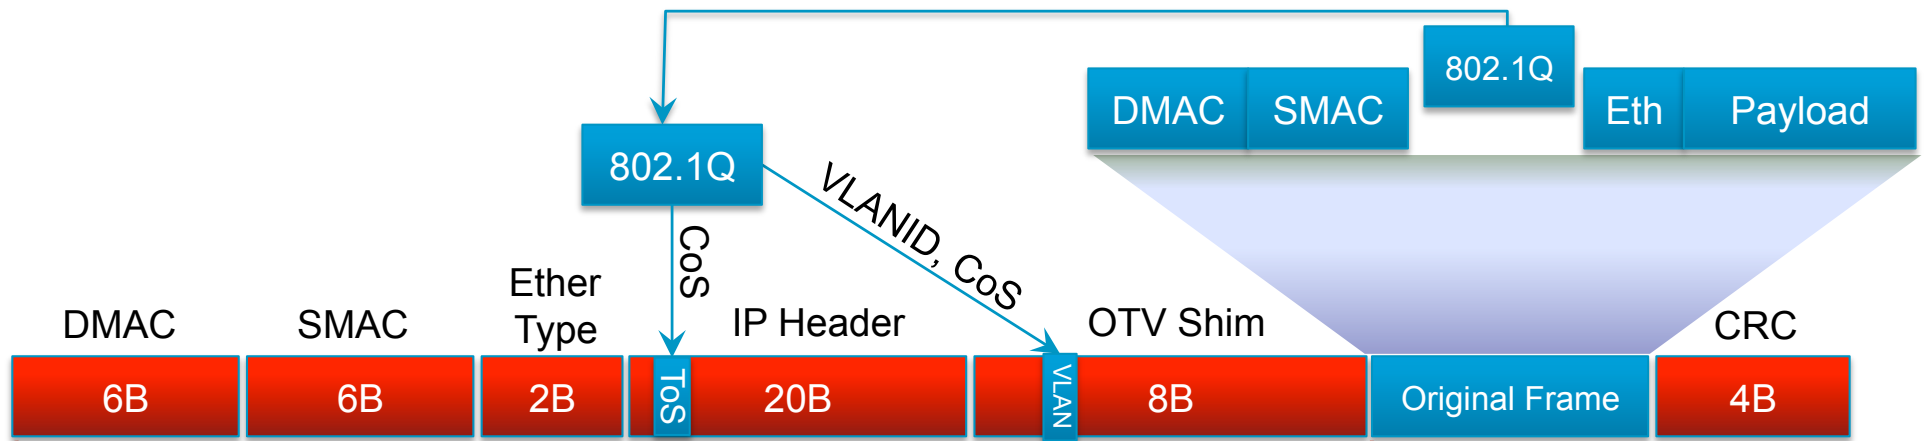 802.1Q
DMAC
SMAC
Eth
Payload
802.1Q
CoS
VLANID, CoS
DMAC
SMAC
Ether
Type
IP Header
OTV Shim
CRC
6B
6B
2B
ToS
20B
VLAN
8B
Original Frame
4B